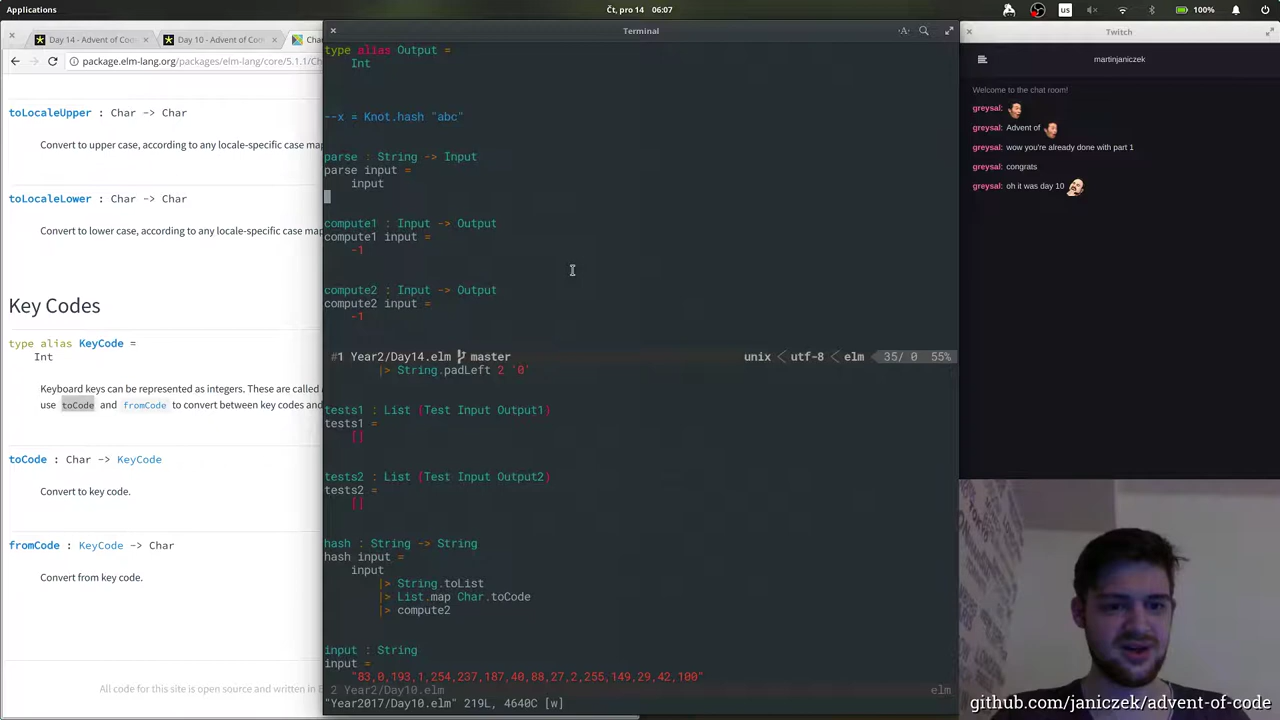 Applications
Čt, pro 14 06:07
us
100%
Day 14 - Advent of Cod
Day 10 - Advent of Cod
Cha
package.elm-lang.org/packages/elm-lang/core/5.1.1/Ch
toLocaleUpper : Char -> Char
Convert to upper case, according to any locale-specific case map
toLocaleLower : Char -> Char
Convert to lower case, according to any locale-specific case map
Key Codes
type alias KeyCode =
Int
Keyboard keys can be represented as integers. These are called
use toCode and fromCode to convert between key codes and
toCode : Char -> KeyCode
Convert to key code.
fromCode : KeyCode -> Char
Convert from key code.
All code for this site is open source and written in E
Terminal
type alias Output =
Int
--x = Knot.hash "abc"
parse : String -> Input
parse input =
input
compute1 : Input -> Output
compute1 input =
-1
compute2 : Input -> Output
compute2 input =
-1
#1 Year2/Day14.elm master unix < utf-8 < elm 35/ 0 55%
|> String.padLeft 2 '0'
tests1 : List (Test Input Output1)
tests1 =
[]
tests2 : List (Test Input Output2)
tests2 =
[]
hash : String -> String
hash input =
input
|> String.toList
|> List.map Char.toCode
|> compute2
input : String
input =
"83,0,193,1,254,237,187,40,88,27,2,255,149,29,42,100"
2 Year2/Day10.elm elm
"Year2017/Day10.elm" 219L, 4640C [w]
Twitch
martinjaniczek
Welcome to the chat room!
greysal:
greysal: Advent of
greysal: wow you're already done with part 1
greysal: congrats
greysal: oh it was day 10
github.com/janiczek/advent-of-code